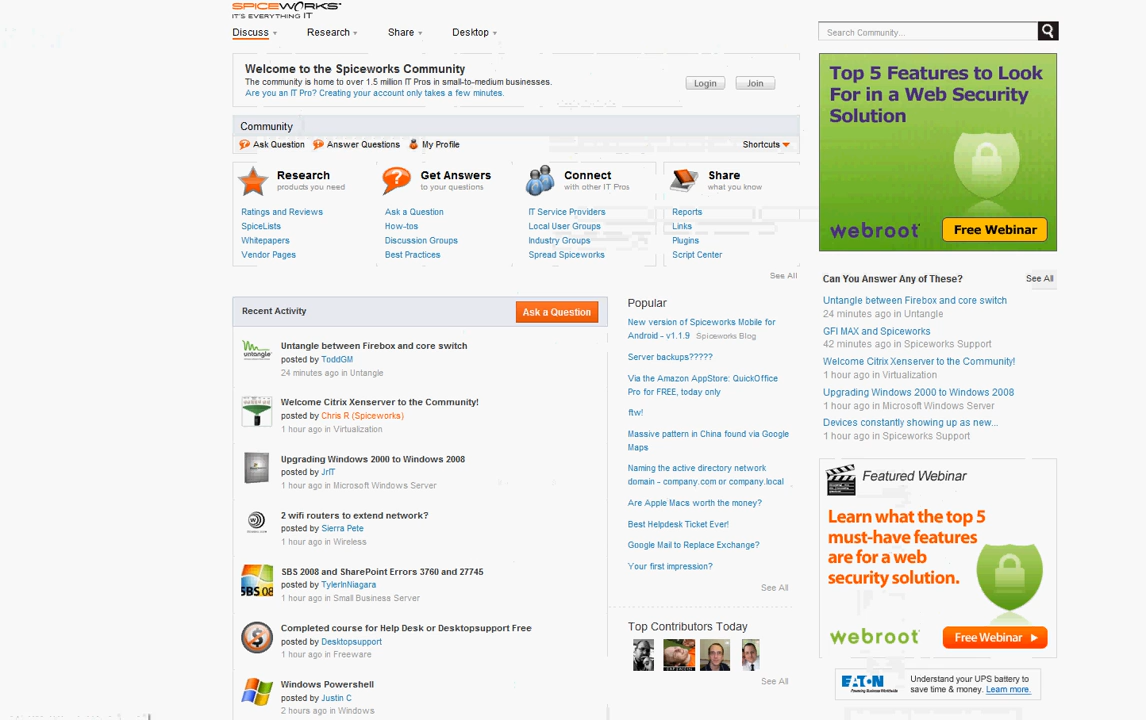 SPICEWORKS
IT'S EVERYTHING IT
Discuss Research Share Desktop
Search Community...
Welcome to the Spiceworks Community
The community is home to over 1.5 million IT Pros in small-to-medium businesses.
Are you an IT Pro? Creating your account only takes a few minutes.
Login Join
Community
Ask Question Answer Questions My Profile Shortcuts
Research
products you need
Ratings and Reviews
SpiceLists
Whitepapers
Vendor Pages
Get Answers
to your questions
Ask a Question
How-tos
Discussion Groups
Best Practices
Connect
with other IT Pros
IT Service Providers
Local User Groups
Industry Groups
Spread Spiceworks
Share
what you know
Reports
Links
Plugins
Script Center
See All
Recent Activity
Ask a Question
Untangle between Firebox and core switch
posted by ToddGM
24 minutes ago in Untangle
untangle
Welcome Citrix Xenserver to the Community!
posted by Chris R (Spiceworks)
1 hour ago in Virtualization
Upgrading Windows 2000 to Windows 2008
posted by JrIT
1 hour ago in Microsoft Windows Server
2 wifi routers to extend network?
posted by Sierra Pete
1 hour ago in Wireless
SBS 2008 and SharePoint Errors 3760 and 27745
posted by TylerInNiagara
1 hour ago in Small Business Server
SBS 08
Completed course for Help Desk or Desktopsupport Free
posted by Desktopsupport
1 hour ago in Freeware
Windows Powershell
posted by Justin C
2 hours ago in Windows
Popular
New version of Spiceworks Mobile for
Android - v1.1.9 Spiceworks Blog
Server backups?????
Via the Amazon AppStore: QuickOffice
Pro for FREE, today only
ftw!
Massive pattern in China found via Google
Maps
Naming the active directory network
domain - company.com or company.local
Are Apple Macs worth the money?
Best Helpdesk Ticket Ever!
Google Mail to Replace Exchange?
Your first impression?
See All
Top Contributors Today
See All
Top 5 Features to Look
For in a Web Security
Solution
webroot
Free Webinar
Can You Answer Any of These?
See All
Untangle between Firebox and core switch
24 minutes ago in Untangle
GFI MAX and Spiceworks
42 minutes ago in Spiceworks Support
Welcome Citrix Xenserver to the Community!
1 hour ago in Virtualization
Upgrading Windows 2000 to Windows 2008
1 hour ago in Microsoft Windows Server
Devices constantly showing up as new...
1 hour ago in Spiceworks Support
Featured Webinar
Learn what the top 5
must-have features
are for a web
security solution.
webroot
Free Webinar
EATON
Powering Business Worldwide
Understand your UPS battery to
save time & money. Learn more.